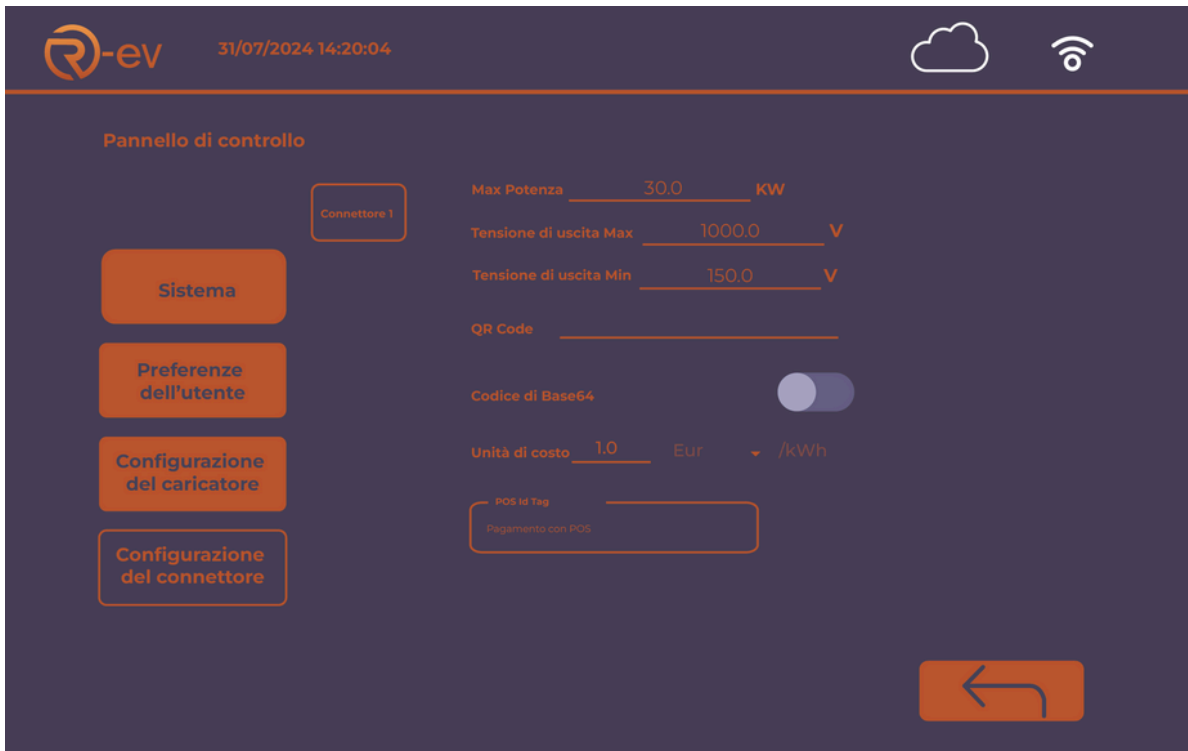 R-ev
31/07/2024 14:20:04
Pannello di controllo
Connettore 1
Sistema
Preferenze
dell'utente
Configurazione
del caricatore
Configurazione
del connettore
Max Potenza 30.0 KW
Tensione di uscita Max 1000.0 V
Tensione di uscita Min 150.0 V
QR Code
Codice di Base64
Unità di costo 1.0 Eur /kWh
POS Id Tag
Pagamento con POS